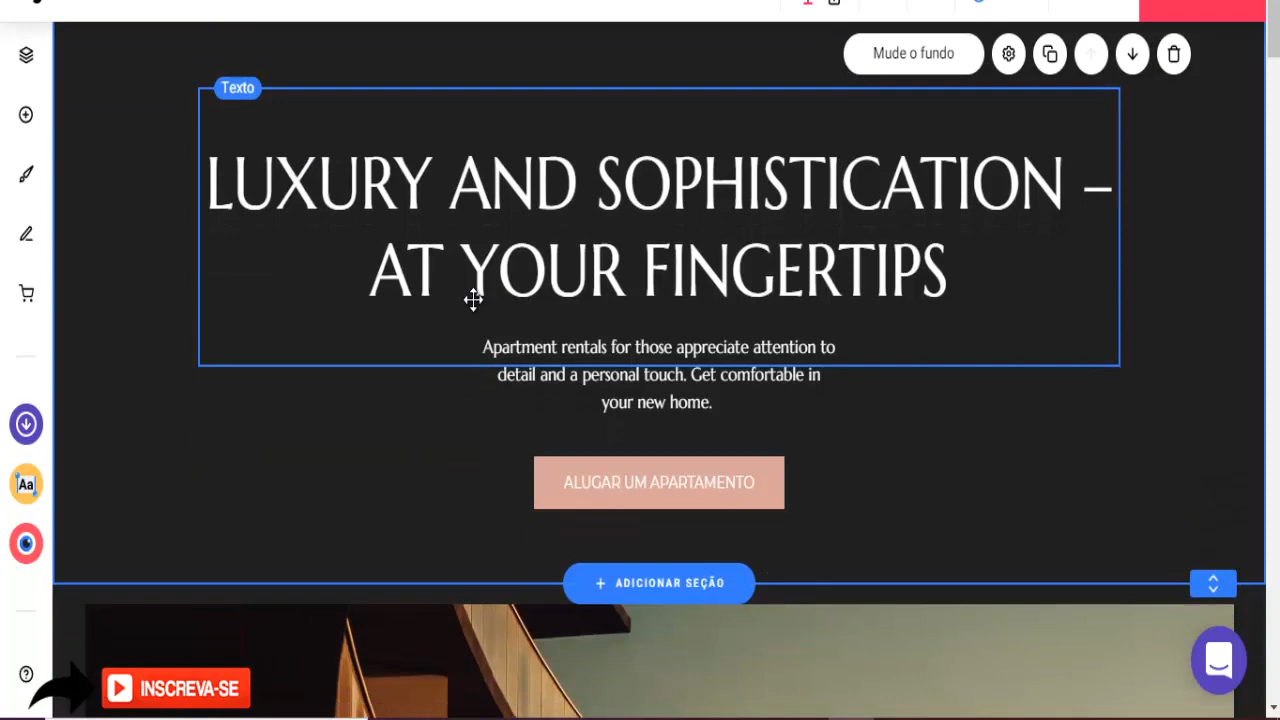 Mude o fundo
Texto
LUXURY AND SOPHISTICATION –
AT YOUR FINGERTIPS
Apartment rentals for those appreciate attention to
detail and a personal touch. Get comfortable in
your new home.
ALUGAR UM APARTAMENTO
+ ADICIONAR SEÇÃO
Aa
INSCREVA-SE